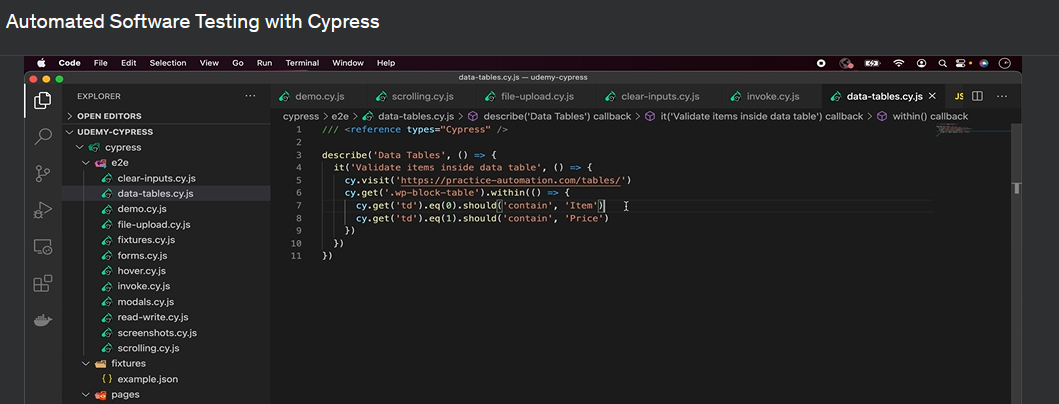 Automated Software Testing with Cypress
Code File Edit Selection View Go Run Terminal Window Help
data-tables.cy.js — udemy-cypress
EXPLORER ···
OPEN EDITORS
UDEMY-CYPRESS
cypress
e2e
clear-inputs.cy.js
data-tables.cy.js
demo.cy.js
file-upload.cy.js
fixtures.cy.js
forms.cy.js
hover.cy.js
invoke.cy.js
modals.cy.js
read-write.cy.js
screenshots.cy.js
scrolling.cy.js
fixtures
{ } example.json
pages
demo.cy.js scrolling.cy.js file-upload.cy.js clear-inputs.cy.js invoke.cy.js data-tables.cy.js × JS ···
cypress > e2e > data-tables.cy.js > describe('Data Tables') callback > it('Validate items inside data table') callback > within() callback
1 /// <reference types="Cypress" />
2
3 describe('Data Tables', () => {
4 it('Validate items inside data table', () => {
5 cy.visit('https://practice-automation.com/tables/')
6 cy.get('.wp-block-table').within(() => {
7 cy.get('td').eq(0).should('contain', 'Item')
8 cy.get('td').eq(1).should('contain', 'Price')
9 })
10 })
11 })